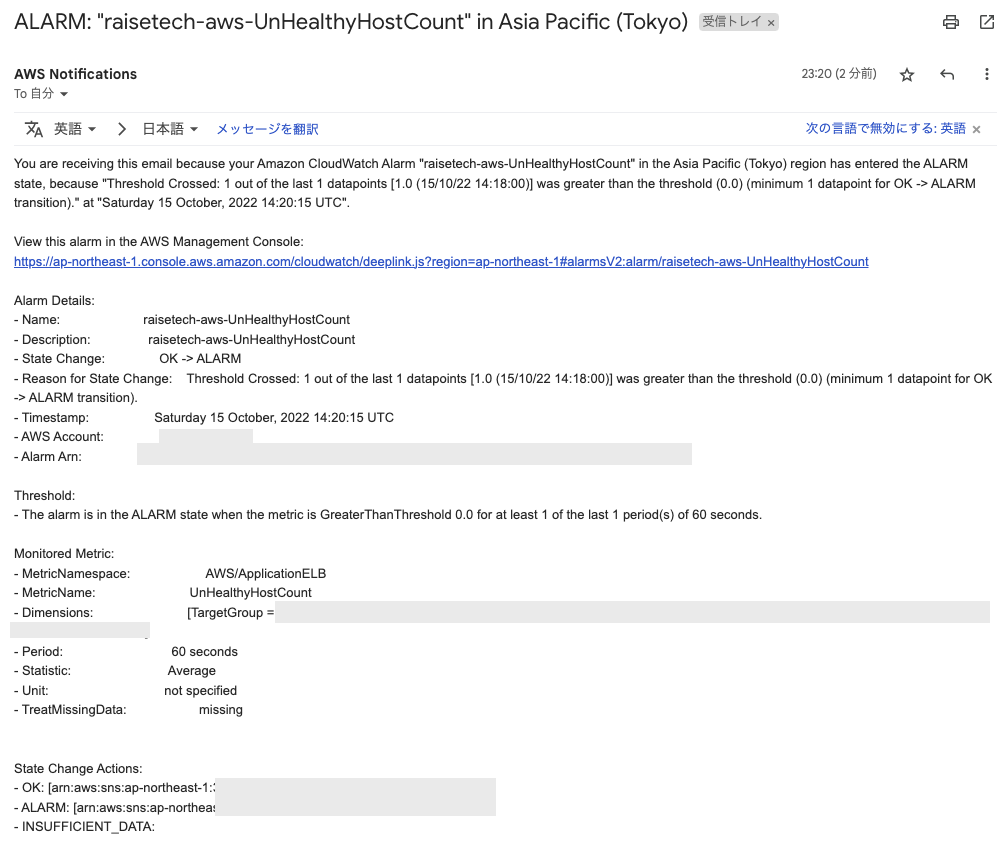 ALARM: "raisetech-aws-UnHealthyHostCount" in Asia Pacific (Tokyo) 受信トレイ ×
AWS Notifications 23:20 (2 分前)
To 自分
英語 日本語 メッセージを翻訳 次の言語で無効にする: 英語 ×
You are receiving this email because your Amazon CloudWatch Alarm "raisetech-aws-UnHealthyHostCount" in the Asia Pacific (Tokyo) region has entered the ALARM
state, because "Threshold Crossed: 1 out of the last 1 datapoints [1.0 (15/10/22 14:18:00)] was greater than the threshold (0.0) (minimum 1 datapoint for OK -> ALARM
transition)." at "Saturday 15 October, 2022 14:20:15 UTC".
View this alarm in the AWS Management Console:
https://ap-northeast-1.console.aws.amazon.com/cloudwatch/deeplink.js?region=ap-northeast-1#alarmsV2:alarm/raisetech-aws-UnHealthyHostCount
Alarm Details:
- Name: raisetech-aws-UnHealthyHostCount
- Description: raisetech-aws-UnHealthyHostCount
- State Change: OK -> ALARM
- Reason for State Change: Threshold Crossed: 1 out of the last 1 datapoints [1.0 (15/10/22 14:18:00)] was greater than the threshold (0.0) (minimum 1 datapoint for OK
-> ALARM transition).
- Timestamp: Saturday 15 October, 2022 14:20:15 UTC
- AWS Account:
- Alarm Arn:
Threshold:
- The alarm is in the ALARM state when the metric is GreaterThanThreshold 0.0 for at least 1 of the last 1 period(s) of 60 seconds.
Monitored Metric:
- MetricNamespace: AWS/ApplicationELB
- MetricName: UnHealthyHostCount
- Dimensions: [TargetGroup =
- Period: 60 seconds
- Statistic: Average
- Unit: not specified
- TreatMissingData: missing
State Change Actions:
- OK: [arn:aws:sns:ap-northeast-1:
- ALARM: [arn:aws:sns:ap-northeas
- INSUFFICIENT_DATA: